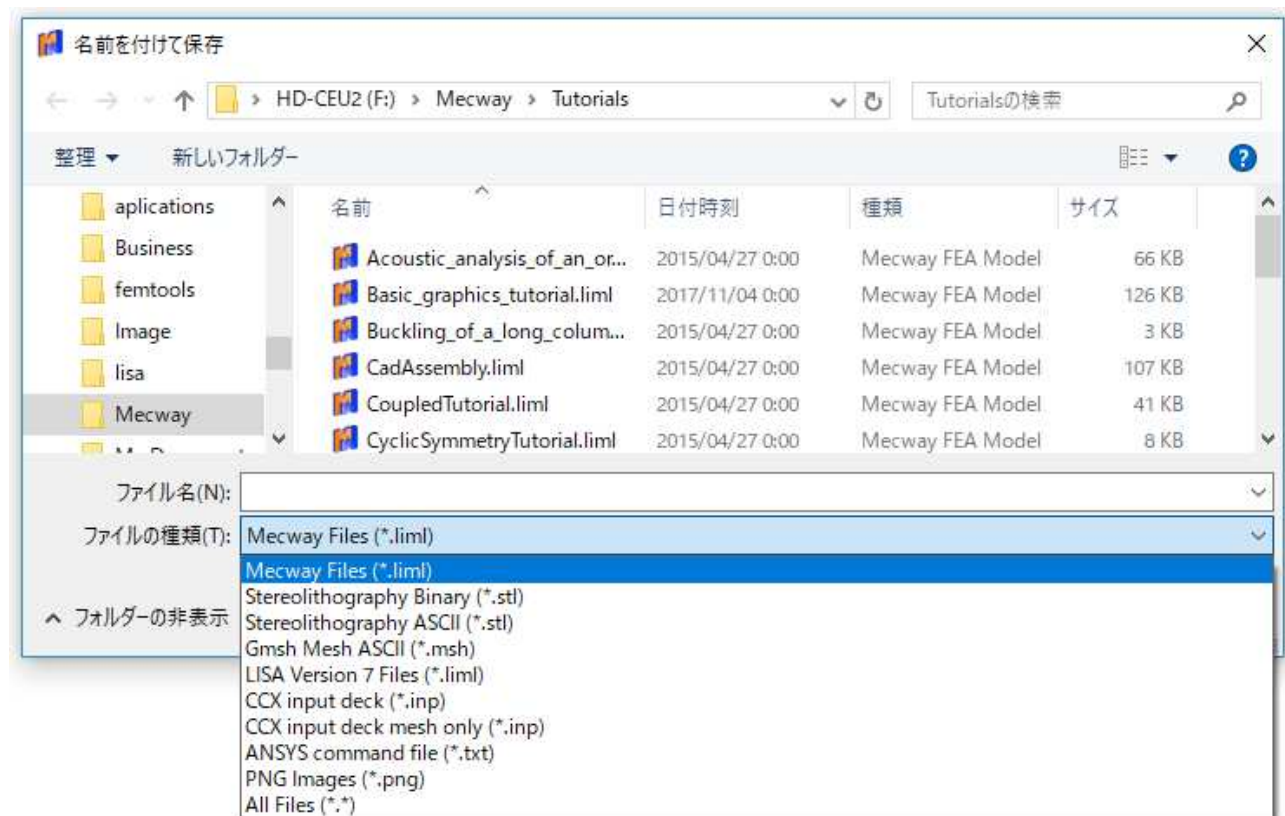 名前を付けて保存
HD-CEU2 (F:) > Mecway > Tutorials Tutorialsの検索
整理 新しいフォルダー
aplications
Business
femtools
Image
lisa
Mecway
名前 日付時刻 種類 サイズ
Acoustic_analysis_of_an_or... 2015/04/27 0:00 Mecway FEA Model 66 KB
Basic_graphics_tutorial.liml 2017/11/04 0:00 Mecway FEA Model 126 KB
Buckling_of_a_long_colum... 2015/04/27 0:00 Mecway FEA Model 3 KB
CadAssembly.liml 2015/04/27 0:00 Mecway FEA Model 107 KB
CoupledTutorial.liml 2015/04/27 0:00 Mecway FEA Model 41 KB
CyclicSymmetryTutorial.liml 2015/04/27 0:00 Mecway FEA Model 8 KB
ファイル名(N):
ファイルの種類(T): Mecway Files (*.liml)
Mecway Files (*.liml)
Stereolithography Binary (*.stl)
Stereolithography ASCII (*.stl)
Gmsh Mesh ASCII (*.msh)
LISA Version 7 Files (*.liml)
CCX input deck (*.inp)
CCX input deck mesh only (*.inp)
ANSYS command file (*.txt)
PNG Images (*.png)
All Files (*.*)
フォルダーの非表示